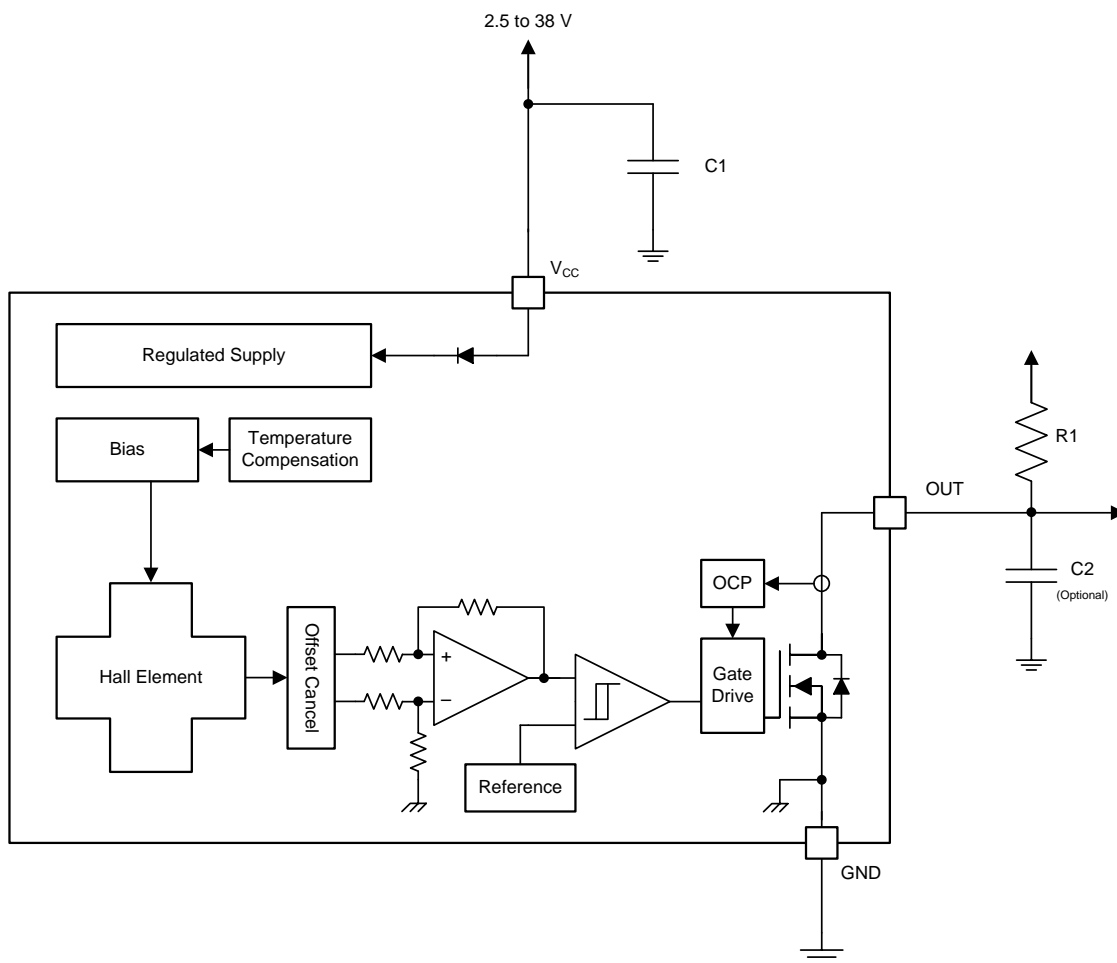 2.5 to 38 V
C1
VCC
Regulated Supply
Bias
Temperature
Compensation
R1
OUT
OCP
C2
(Optional)
Hall Element
Offset Cancel
+
–
Gate
Drive
Reference
GND